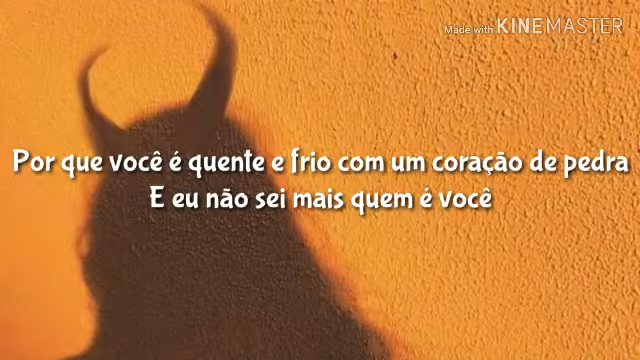 Made with KINEMASTER
Por que você é quente e frio com um coração de pedra
E eu não sei mais quem é você